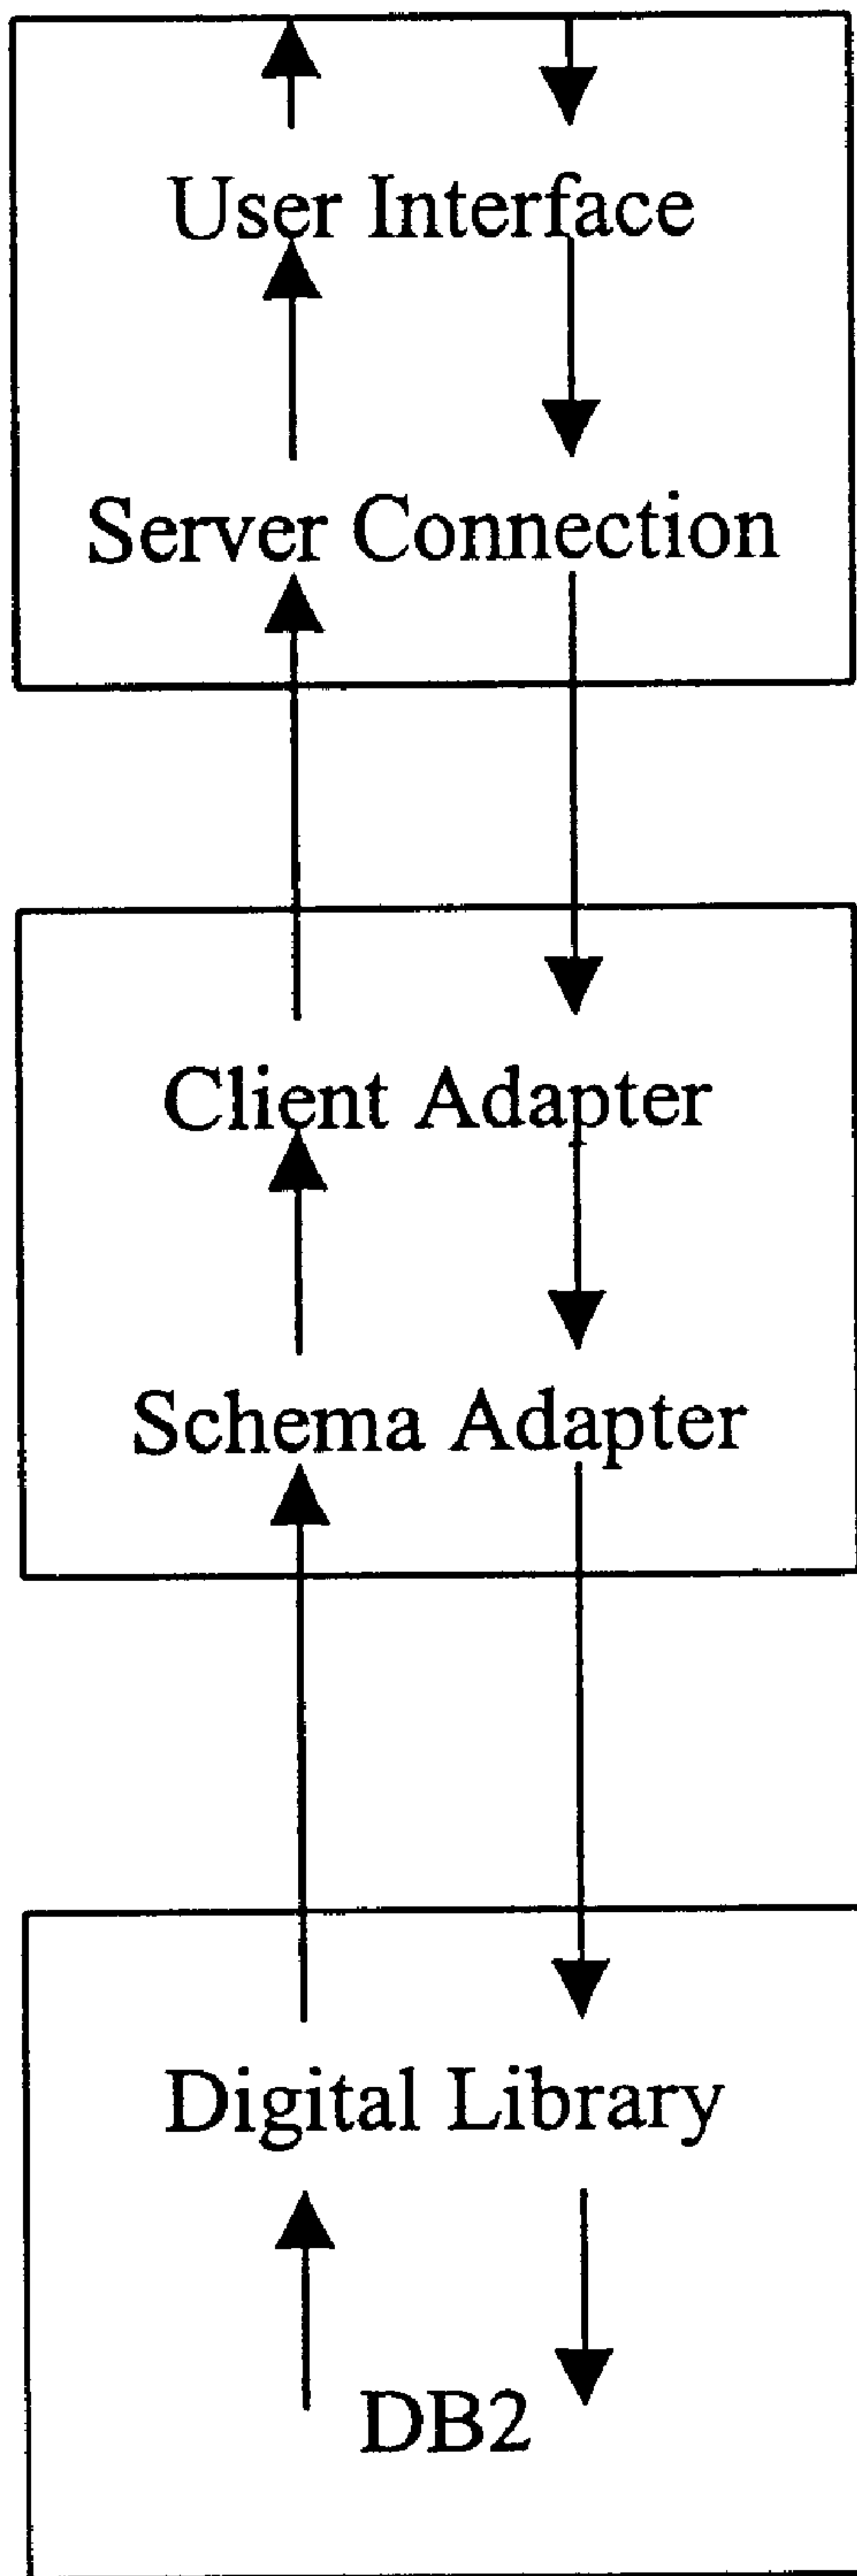 User Interface
Server Connection
Client Adapter
Schema Adapter
Digital Library
DB2